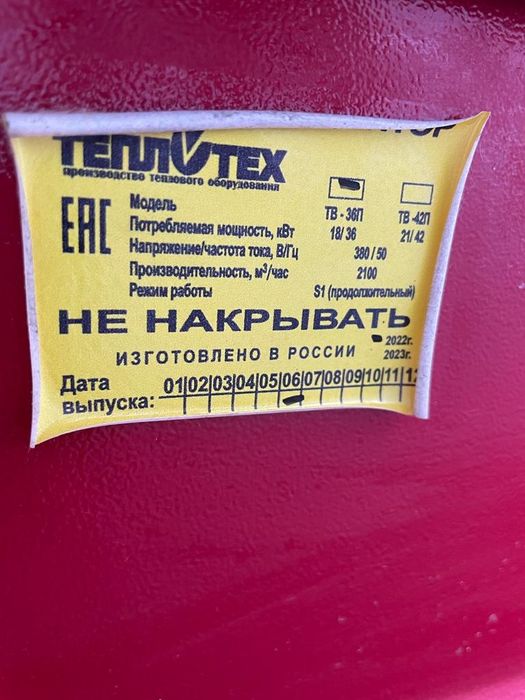 ТЕПЛОТЕХ
производство теплового оборудования
ЕАС
Модель
ТВ - 36П ТВ -42П
Потребляемая мощность, кВт 18/ 36 21/ 42
Напряжение/частота тока, В/Гц 380 / 50
Производительность, м³/час 2100
Режим работы S1 (продолжительный)
НЕ НАКРЫВАТЬ
ИЗГОТОВЛЕНО В РОССИИ
2022г.
2023г.
Дата выпуска:
01|02|03|04|05|06|07|08|09|10|11|12